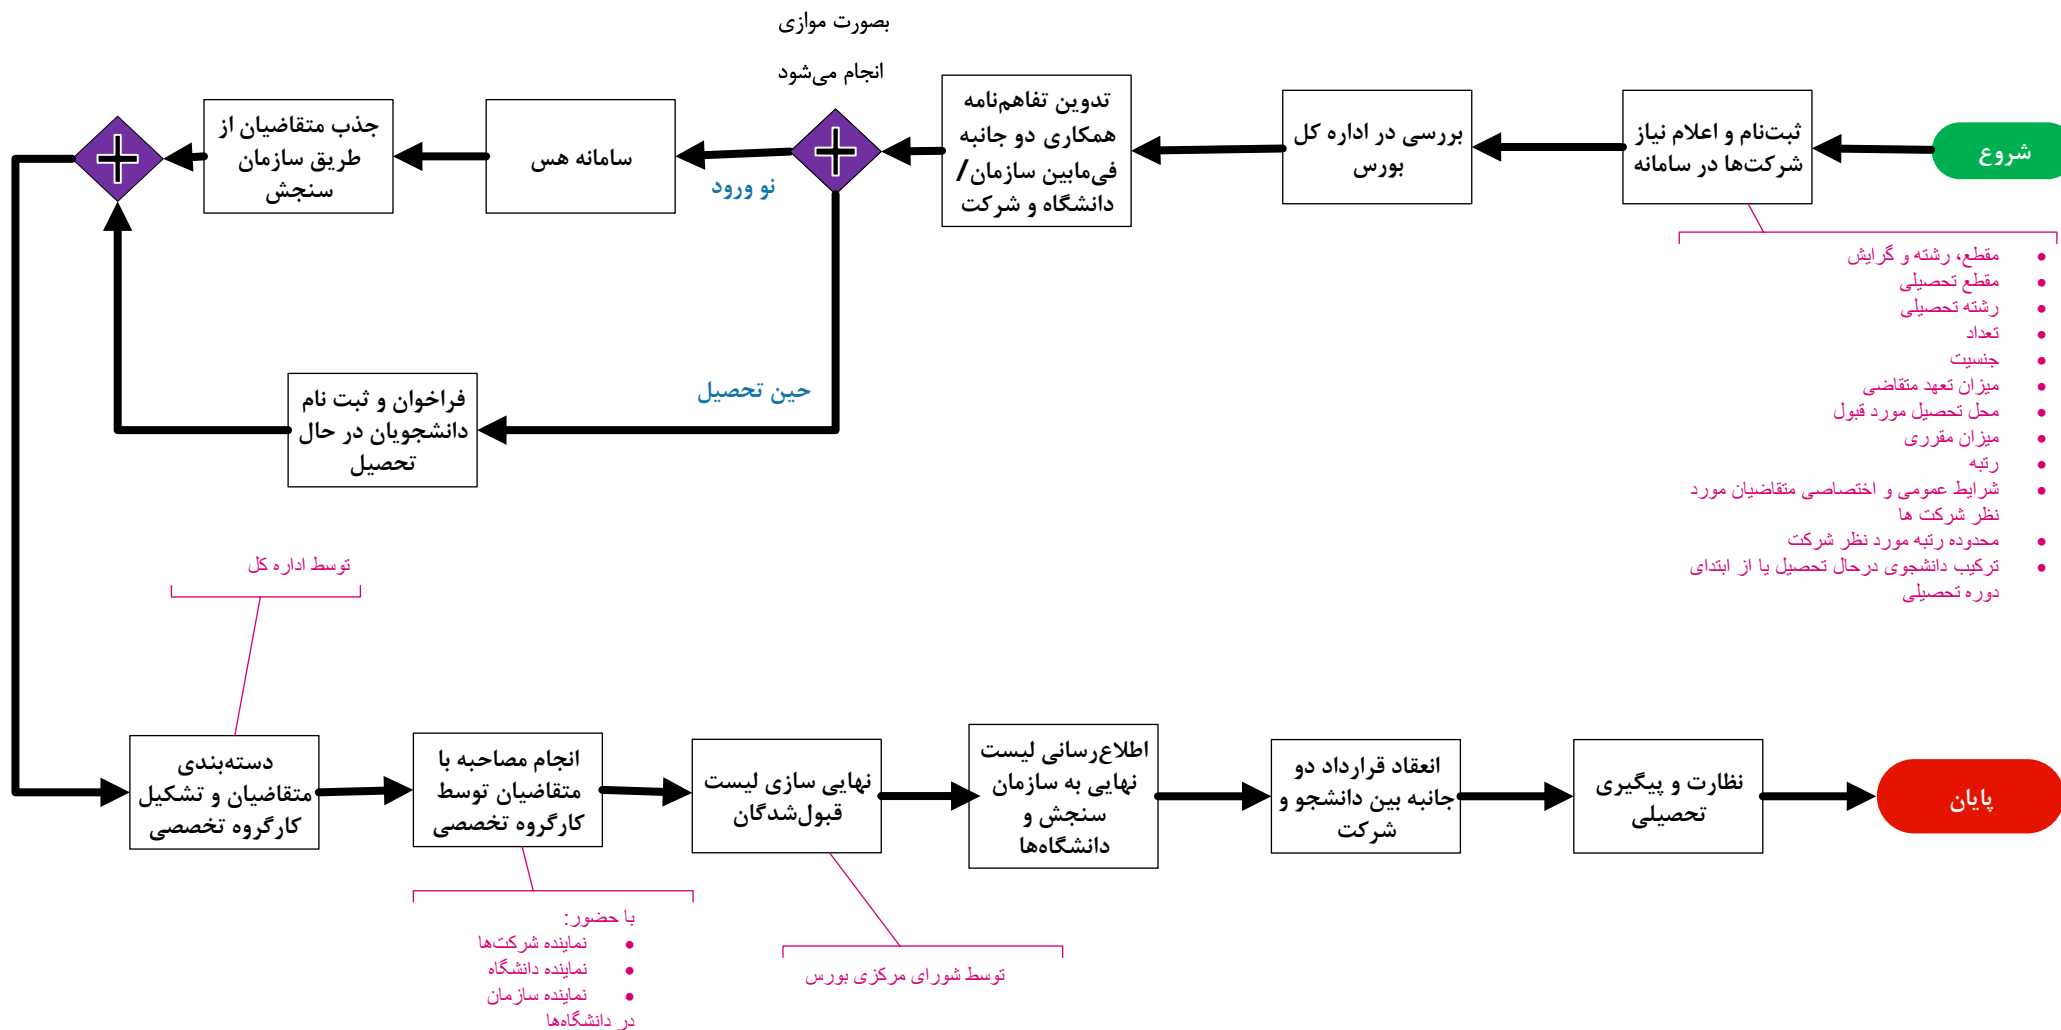 بصورت موازی
انجام می‌شود
شروع
ثبت‌نام و اعلام نیاز
شرکت‌ها در سامانه
بررسی در اداره کل
بورس
تدوین تفاهم‌نامه
همکاری دو جانبه
فی‌مابین سازمان/
دانشگاه و شرکت
نو ورود
سامانه هس
جذب متقاضیان از
طریق سازمان
سنجش
حین تحصیل
فراخوان و ثبت نام
دانشجویان در حال
تحصیل
• مقطع، رشته و گرایش
• مقطع تحصیلی
• رشته تحصیلی
• تعداد
• جنسیت
• میزان تعهد متقاضی
• محل تحصیل مورد قبول
• میزان مقرری
• رتبه
• شرایط عمومی و اختصاصی متقاضیان مورد
نظر شرکت ها
• محدوده رتبه مورد نظر شرکت
• ترکیب دانشجوی درحال تحصیل یا از ابتدای
دوره تحصیلی
توسط اداره کل
دسته‌بندی
متقاضیان و تشکیل
کارگروه تخصصی
انجام مصاحبه با
متقاضیان توسط
کارگروه تخصصی
با حضور:
• نماینده شرکت‌ها
• نماینده دانشگاه
• نماینده سازمان
در دانشگاه‌ها
نهایی سازی لیست
قبول‌شدگان
توسط شورای مرکزی بورس
اطلاع‌رسانی لیست
نهایی به سازمان
سنجش و
دانشگاه‌ها
انعقاد قرارداد دو
جانبه بین دانشجو و
شرکت
نظارت و پیگیری
تحصیلی
پایان